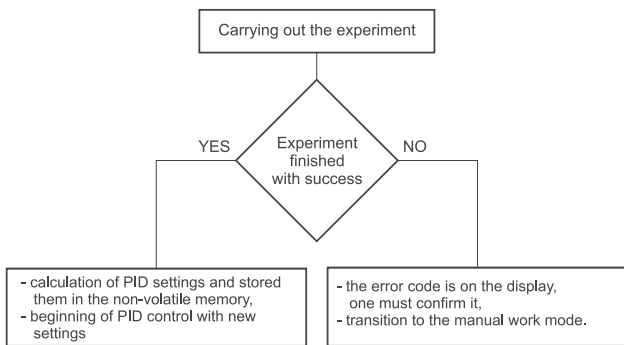 Carrying out the experiment
YES
Experiment
finished
with success
NO
- calculation of PID settings and stored
them in the non-volatile memory,
- beginning of PID control with new
settings
- the error code is on the display,
one must confirm it,
- transition to the manual work mode.